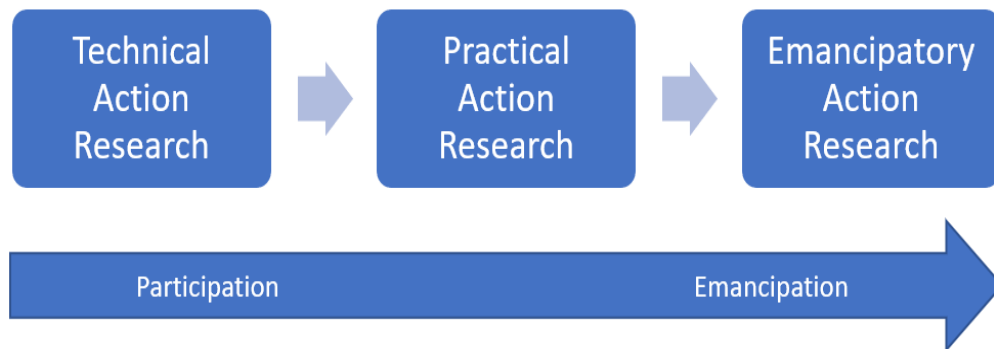 Technical
Action
Research
Practical
Action
Research
Emancipatory
Action
Research
Participation
Emancipation